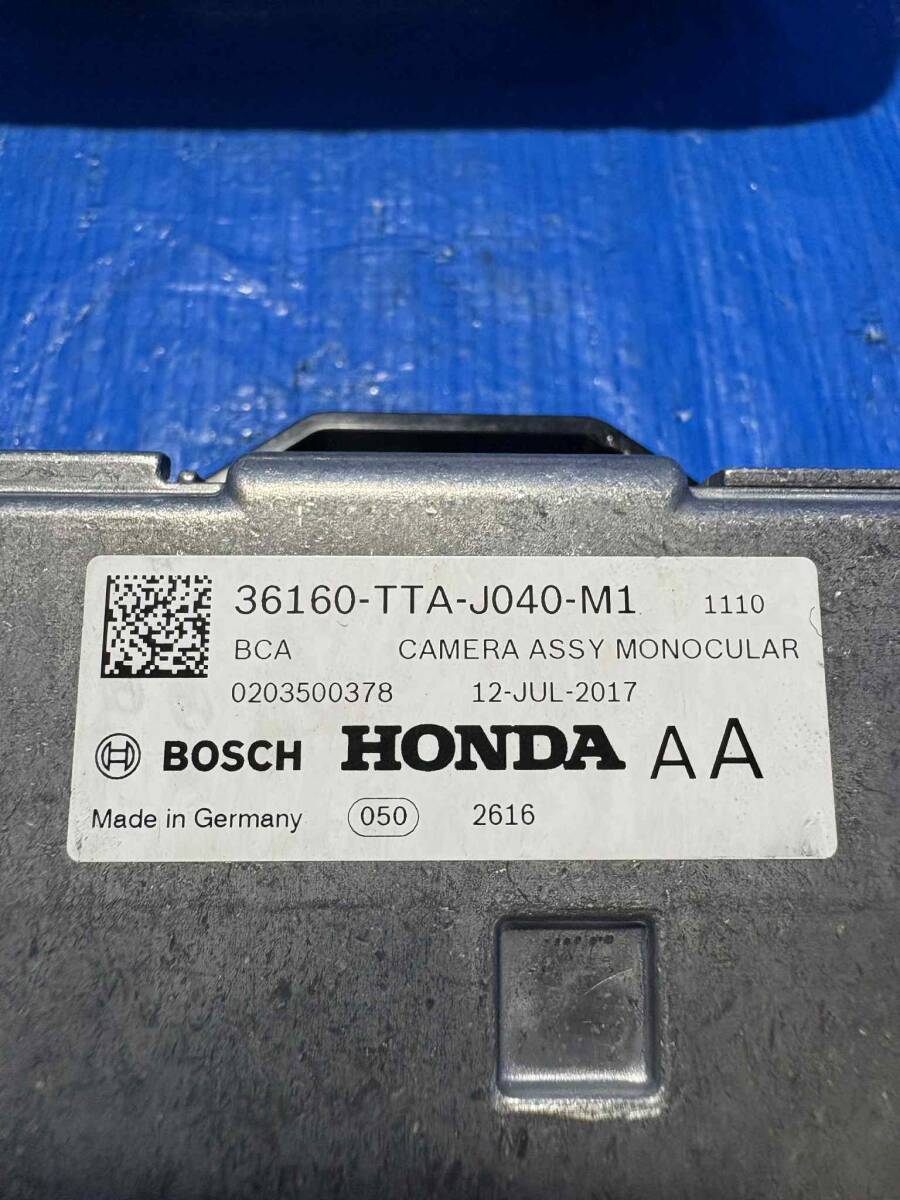 36160-TTA-J040-M1 1110
BCA CAMERA ASSY MONOCULAR
0203500378 12-JUL-2017
BOSCH HONDA AA
Made in Germany 050 2616